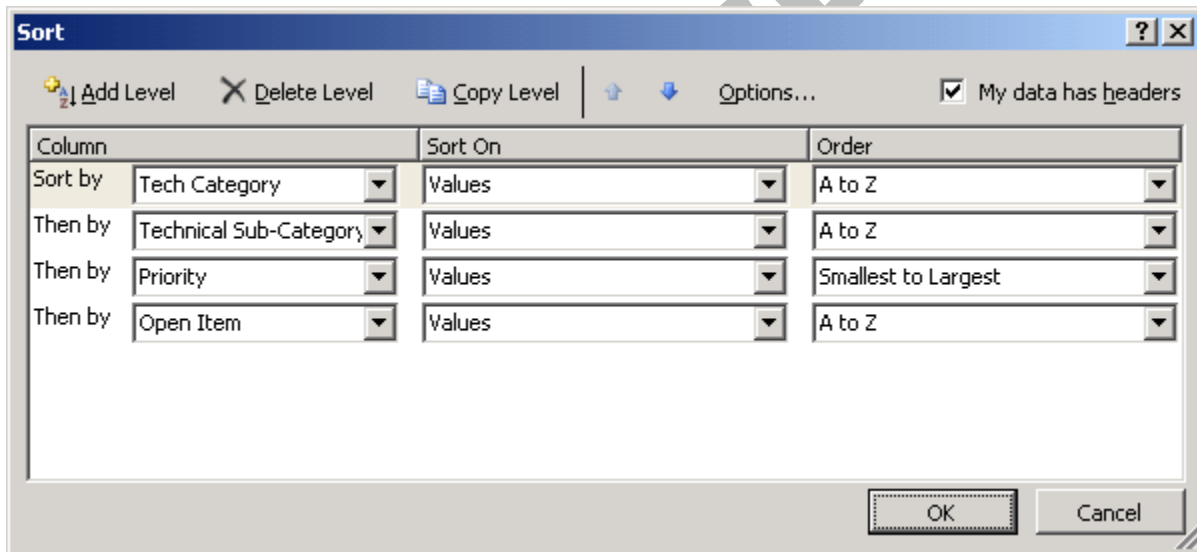 Sort
Add Level Delete Level Copy Level Options... My data has headers
Column Sort On Order
Sort by Tech Category Values A to Z
Then by Technical Sub-Category Values A to Z
Then by Priority Values Smallest to Largest
Then by Open Item Values A to Z
OK Cancel